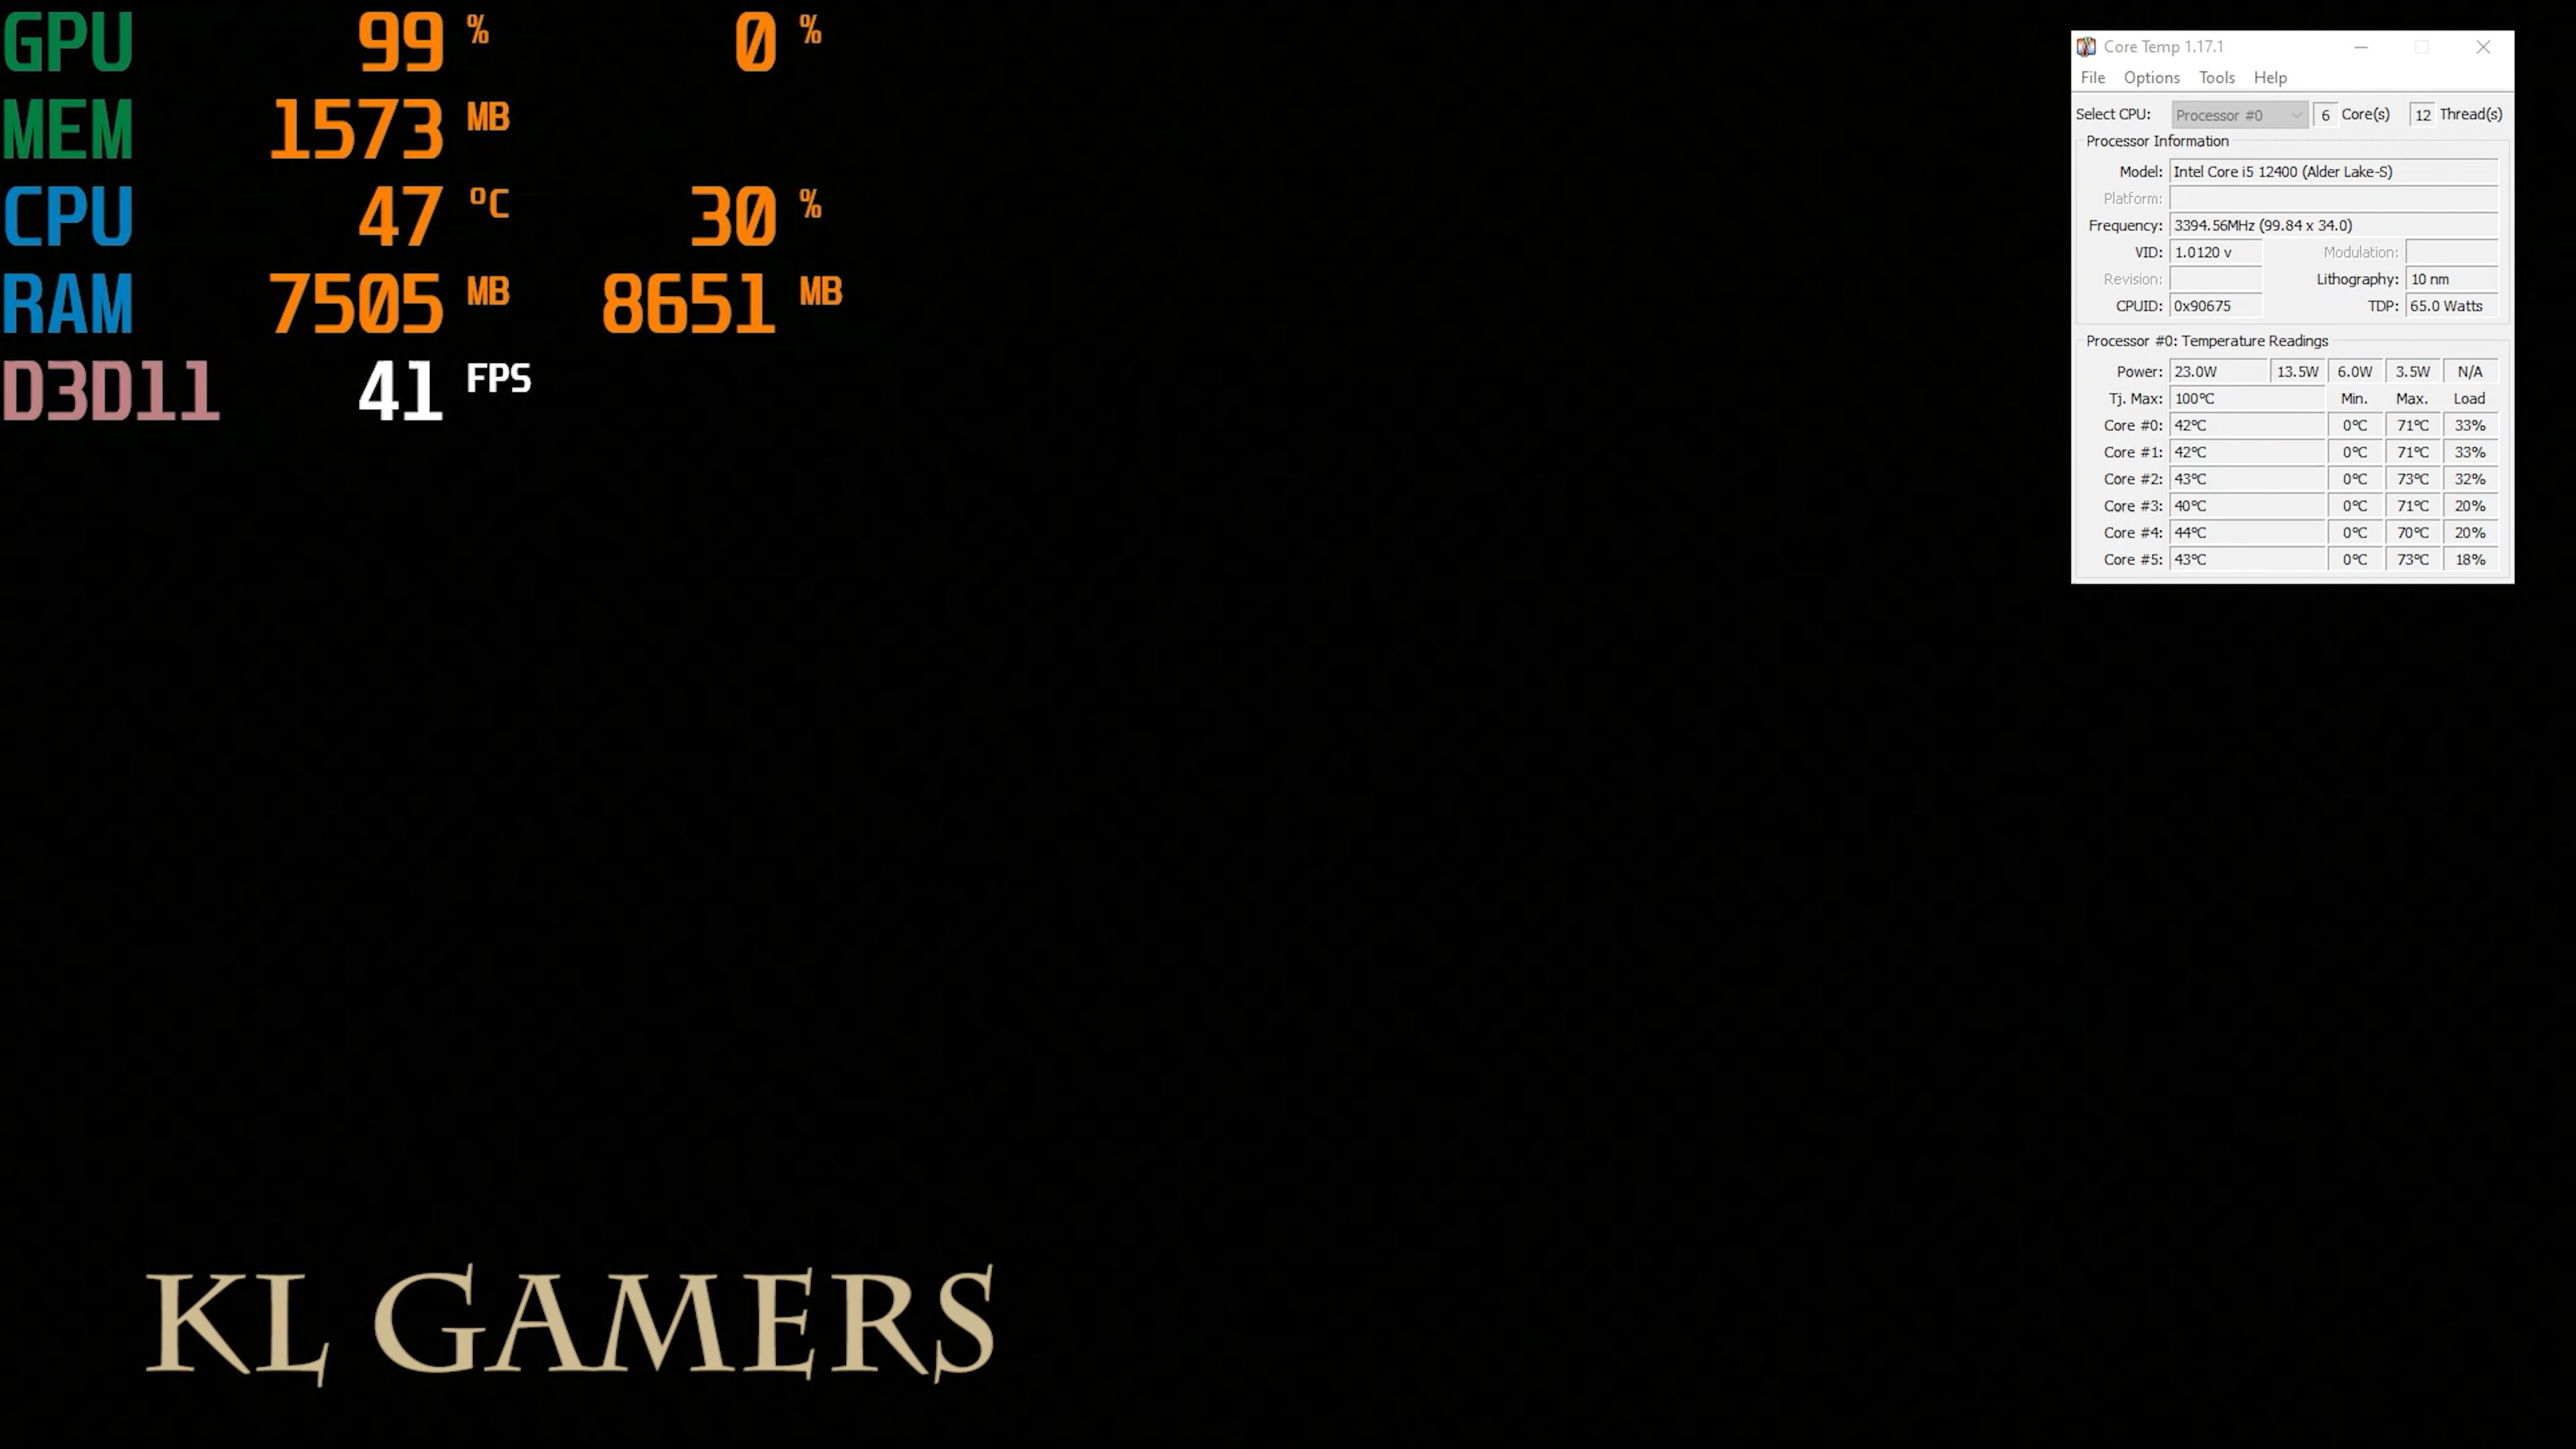 GPU 99 % 0 %
MEM 1573 MB
CPU 47 °C 30 %
RAM 7505 MB 8651 MB
D3D11 41 FPS
Core Temp 1.17.1
File Options Tools Help
Select CPU: Processor #0 6 Core(s) 12 Thread(s)
Processor Information
Model: Intel Core i5 12400 (Alder Lake-S)
Platform:
Frequency: 3394.56MHz (99.84 x 34.0)
VID: 1.0120 v Modulation:
Revision: Lithography: 10 nm
CPUID: 0x90675 TDP: 65.0 Watts
Processor #0: Temperature Readings
Power: 23.0W 13.5W 6.0W 3.5W N/A
Tj. Max: 100°C Min. Max. Load
Core #0: 42°C 0°C 71°C 33%
Core #1: 42°C 0°C 71°C 33%
Core #2: 43°C 0°C 73°C 32%
Core #3: 40°C 0°C 71°C 20%
Core #4: 44°C 0°C 70°C 20%
Core #5: 43°C 0°C 73°C 18%
KL GAMERS